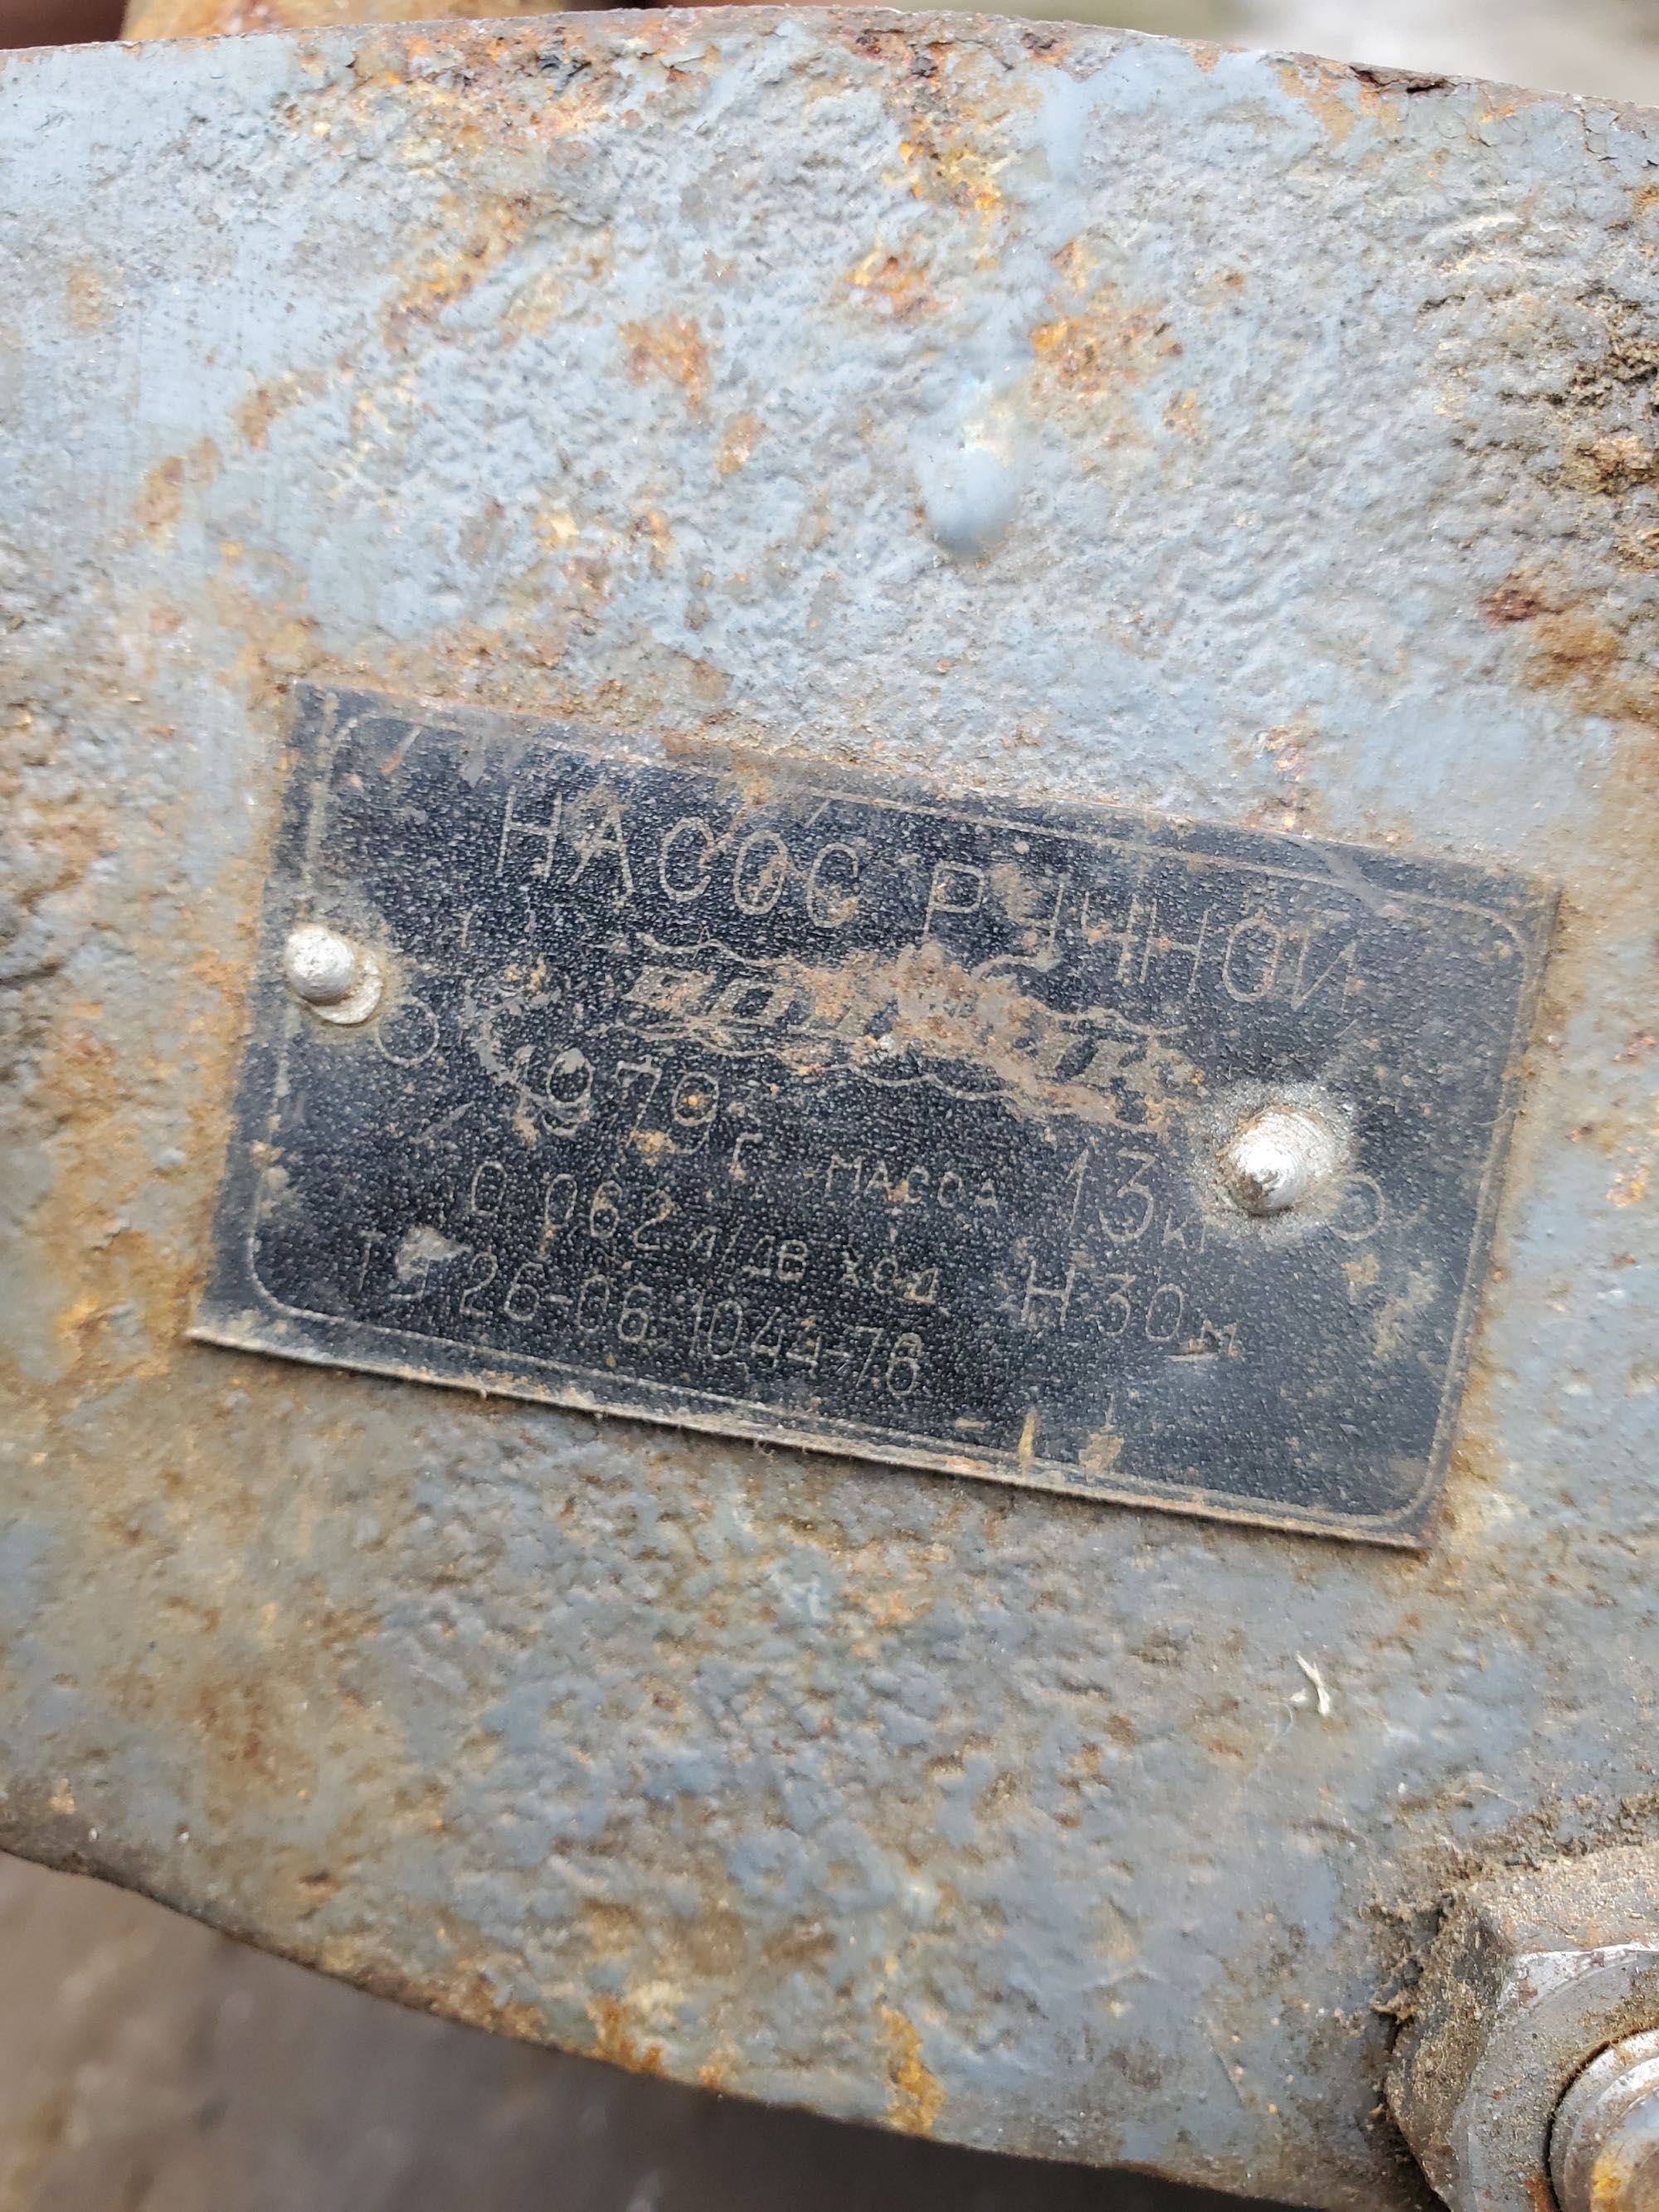 НАСОС РУЧНОЙ
1979 г МАССА 13 кг
0 062 л/дв ход Н 30 м
ТУ 26-06-1044-76